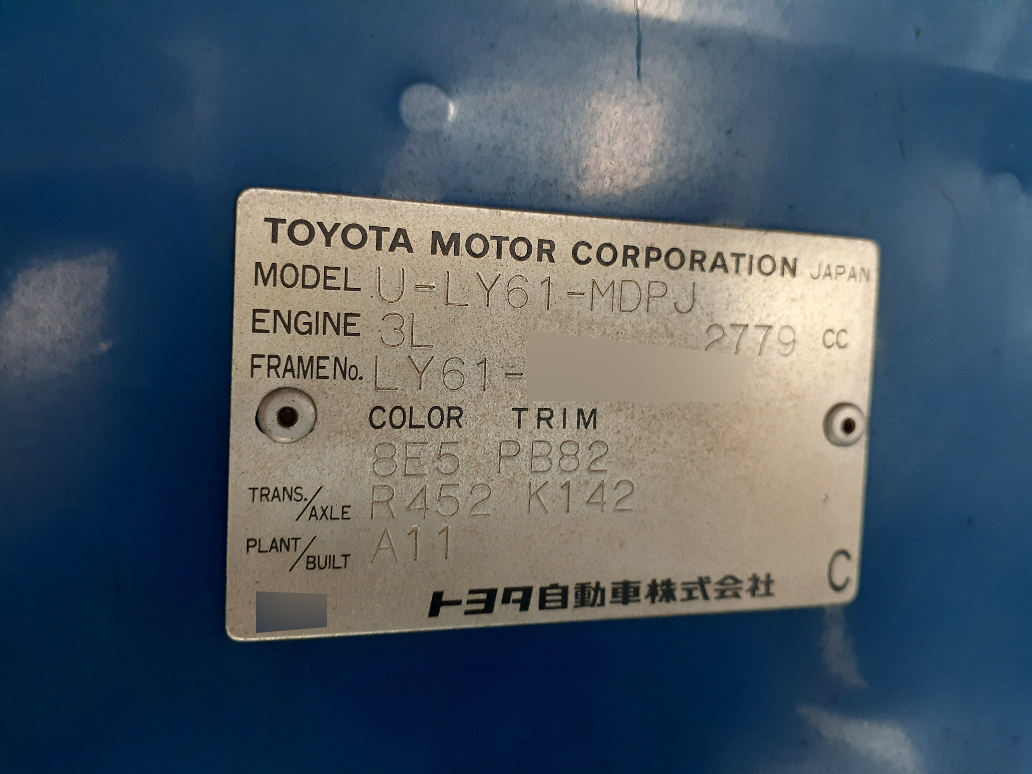 TOYOTA MOTOR CORPORATION JAPAN
MODEL U-LY61-MDPJ
ENGINE 3L 2779 CC
FRAME No. LY61-
COLOR TRIM
8E5 PB82
TRANS./AXLE R452 K142
PLANT/BUILT A11
トヨタ自動車株式会社 C